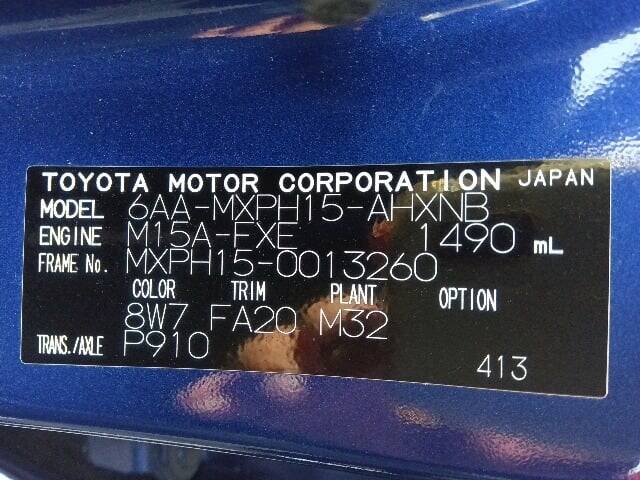 TOYOTA MOTOR CORPORATION JAPAN
MODEL 6AA-MXPH15-AHXNB
ENGINE M15A-FXE 1490 mL
FRAME No. MXPH15-0013260
COLOR TRIM PLANT OPTION
8W7 FA20 M32
TRANS./AXLE P910
413